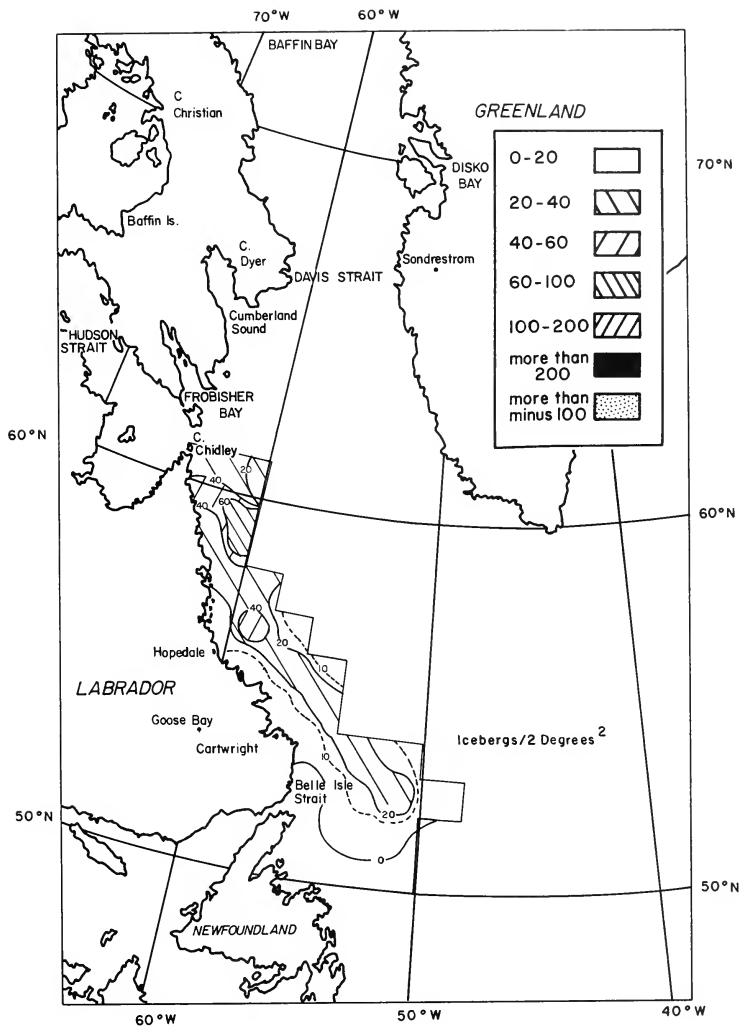 70°W
60°W
BAFFIN BAY
C
Christian
GREENLAND
0-20
20-40
40-60
60-100
100-200
more than
200
more than
minus 100
DISKO
BAY
70°N
Baffin Is.
C.
Dyer
Sondrestrom
DAVIS STRAIT
Cumberland
Sound
HUDSON
STRAIT
FROBISHER
BAY
60°N
C.
Chidley
20
40
40
60
60°N
40
20
10
Hopedale
LABRADOR
Goose Bay
Cartwright
10
Icebergs/2 Degrees²
Belle Isle
Strait
20
50°N
0
50°N
NEWFOUNDLAND
60°W
50°W
40°W